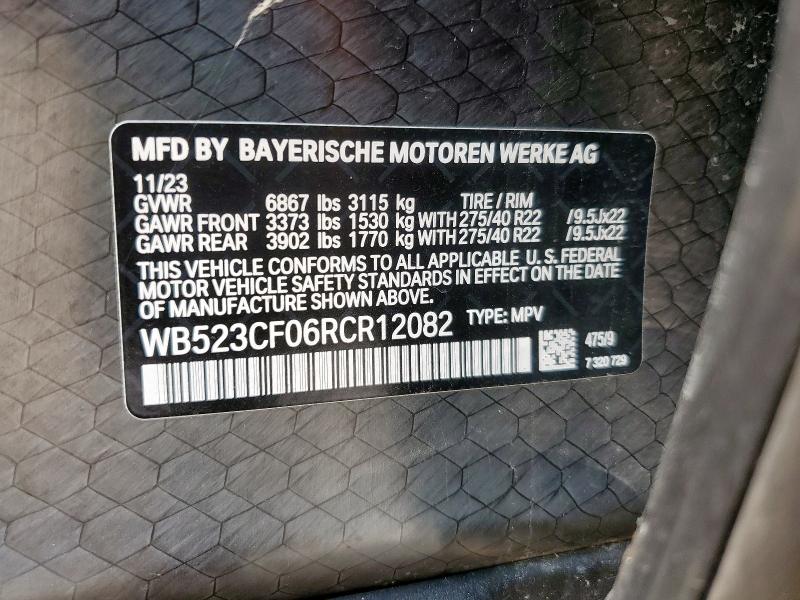 MFD BY BAYERISCHE MOTOREN WERKE AG
11/23
GVWR 6867 lbs 3115 kg TIRE / RIM
GAWR FRONT 3373 lbs 1530 kg WITH 275/40 R22 /9.5Jx22
GAWR REAR 3902 lbs 1770 kg WITH 275/40 R22 /9.5Jx22
THIS VEHICLE CONFORMS TO ALL APPLICABLE U. S. FEDERAL
MOTOR VEHICLE SAFETY STANDARDS IN EFFECT ON THE DATE
OF MANUFACTURE SHOWN ABOVE.
WB523CF06RCR12082 TYPE: MPV
475/9
7 320 729